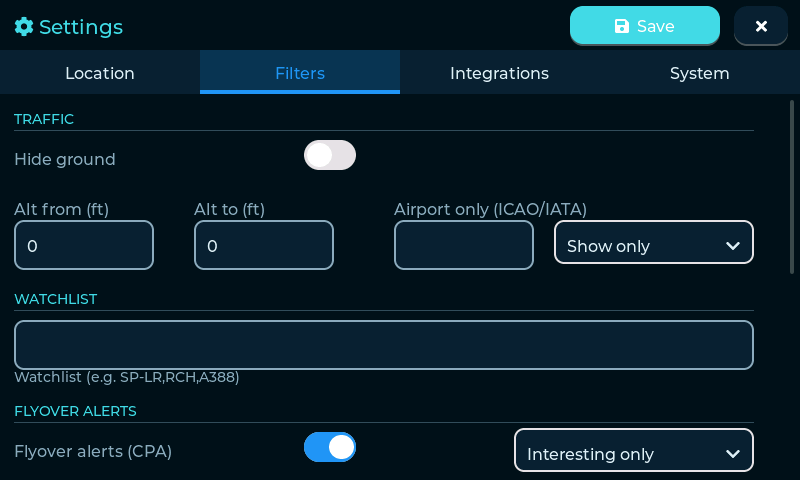 Settings
Save
Location Filters Integrations System
TRAFFIC
Hide ground
Alt from (ft) Alt to (ft) Airport only (ICAO/IATA)
0 0 Show only
WATCHLIST
Watchlist (e.g. SP-LR,RCH,A388)
FLYOVER ALERTS
Flyover alerts (CPA) Interesting only